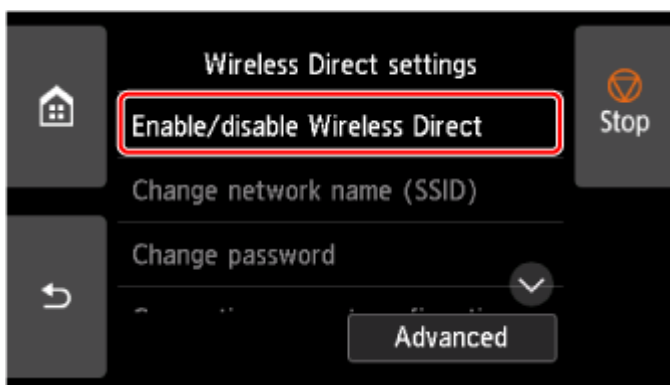 Wireless Direct settings
Enable/disable Wireless Direct
Stop
Change network name (SSID)
Change password
Advanced